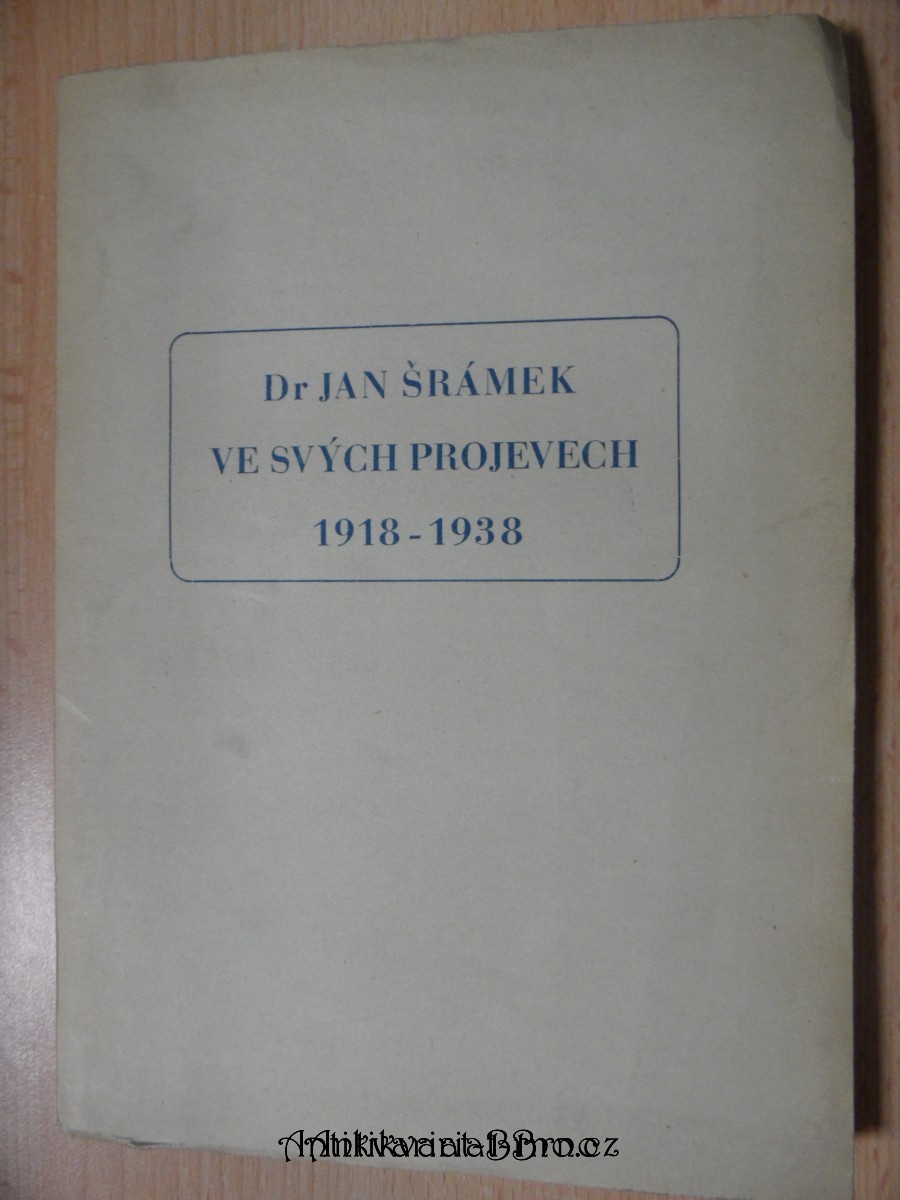 Dr JAN ŠRÁMEK
VE SVÝCH PROJEVECH
1918 - 1938